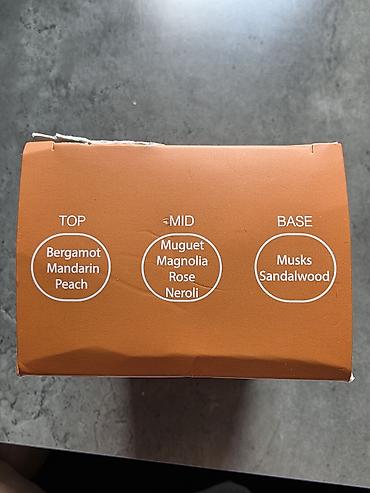 TOP
Bergamot
Mandarin
Peach
MID
Muguet
Magnolia
Rose
Neroli
BASE
Musks
Sandalwood